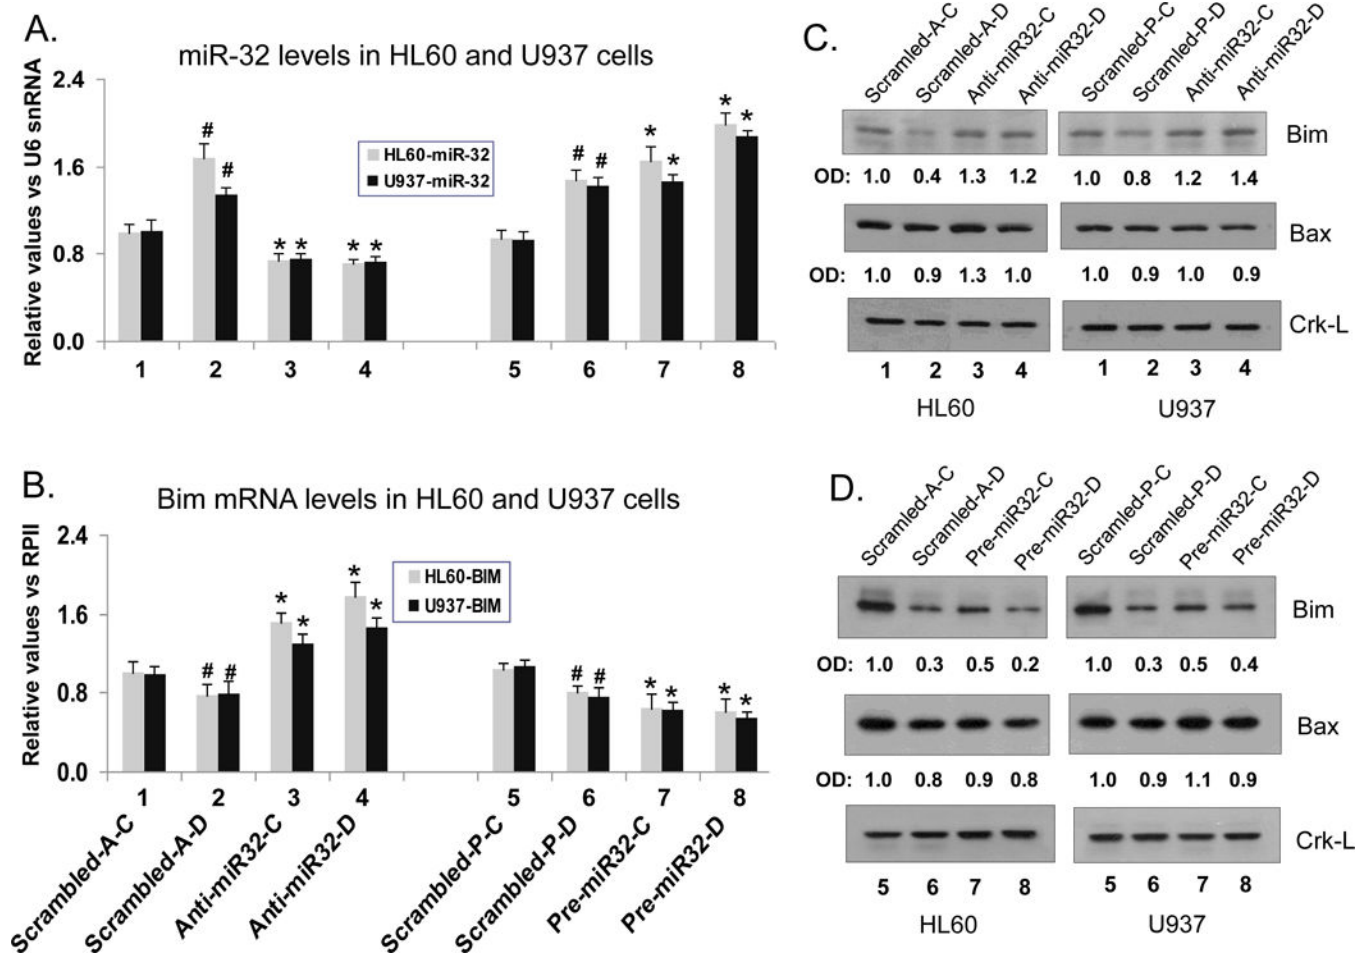 A.
miR-32 levels in HL60 and U937 cells
Relative values vs U6 snRNA
2.4
1.6
0.8
0.0
HL60-miR-32
U937-miR-32
# # * * * * # # * * * *
1 2 3 4 5 6 7 8
B.
Bim mRNA levels in HL60 and U937 cells
Relative values vs RPII
2.4
1.6
0.8
0.0
HL60-BIM
U937-BIM
# # * * * * # # * * * *
1 2 3 4 5 6 7 8
Scrambled-A-C
Scrambled-A-D
Anti-miR32-C
Anti-miR32-D
Scrambled-P-C
Scrambled-P-D
Pre-miR32-C
Pre-miR32-D
C.
Scrambled-A-C
Scrambled-A-D
Anti-miR32-C
Anti-miR32-D
Scrambled-P-C
Scrambled-P-D
Anti-miR32-C
Anti-miR32-D
Bim
OD: 1.0 0.4 1.3 1.2 1.0 0.8 1.2 1.4
Bax
OD: 1.0 0.9 1.3 1.0 1.0 0.9 1.0 0.9
Crk-L
1 2 3 4 1 2 3 4
HL60 U937
D.
Scrambled-A-C
Scrambled-A-D
Pre-miR32-C
Pre-miR32-D
Scrambled-P-C
Scrambled-P-D
Pre-miR32-C
Pre-miR32-D
Bim
OD: 1.0 0.3 0.5 0.2 1.0 0.3 0.5 0.4
Bax
OD: 1.0 0.8 0.9 0.8 1.0 0.9 1.1 0.9
Crk-L
5 6 7 8 5 6 7 8
HL60 U937